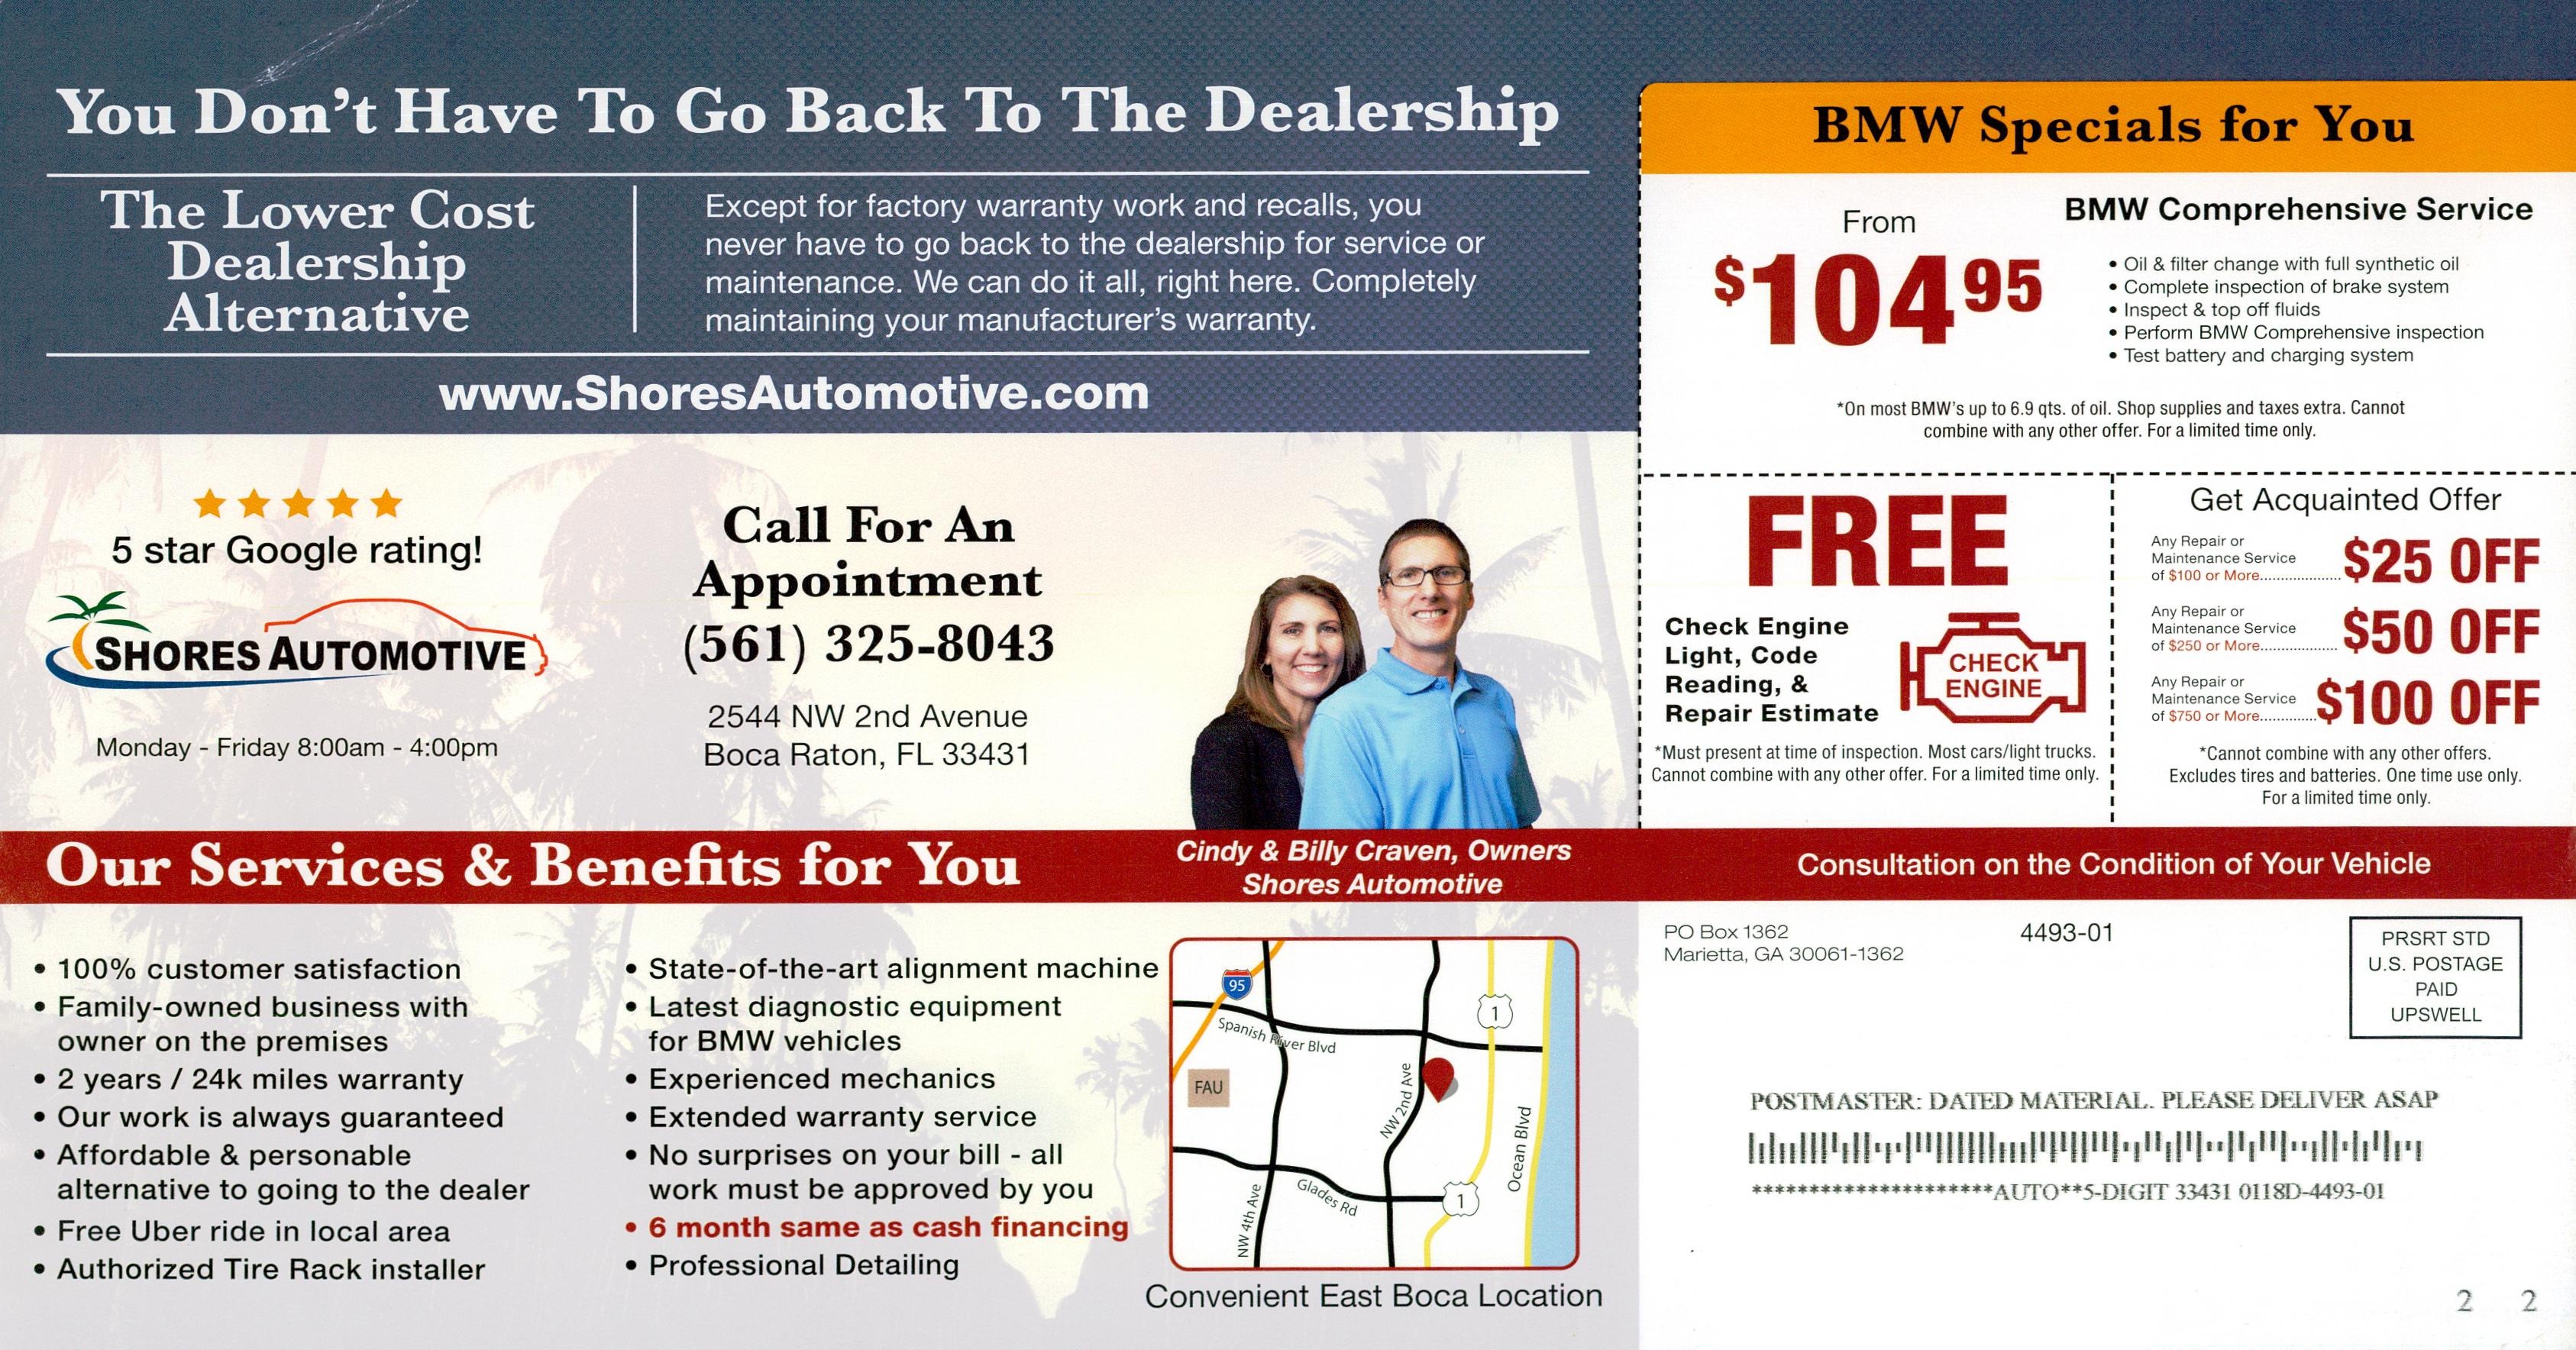 You Don't Have To Go Back To The Dealership
The Lower Cost
Dealership
Alternative
Except for factory warranty work and recalls, you
never have to go back to the dealership for service or
maintenance. We can do it all, right here. Completely
maintaining your manufacturer's warranty.
www.ShoresAutomotive.com
5 star Google rating!
SHORES AUTOMOTIVE
Monday - Friday 8:00am - 4:00pm
Call For An
Appointment
(561) 325-8043
2544 NW 2nd Avenue
Boca Raton, FL 33431
Cindy & Billy Craven, Owners
Shores Automotive
BMW Specials for You
From
$104 95
BMW Comprehensive Service
• Oil & filter change with full synthetic oil
• Complete inspection of brake system
• Inspect & top off fluids
• Perform BMW Comprehensive inspection
• Test battery and charging system
*On most BMW's up to 6.9 qts. of oil. Shop supplies and taxes extra. Cannot
combine with any other offer. For a limited time only.
FREE
Check Engine
Light, Code
Reading, &
Repair Estimate
CHECK
ENGINE
*Must present at time of inspection. Most cars/light trucks.
Cannot combine with any other offer. For a limited time only.
Get Acquainted Offer
Any Repair or
Maintenance Service
of $100 or More.................. $25 OFF
Any Repair or
Maintenance Service
of $250 or More.................. $50 OFF
Any Repair or
Maintenance Service
of $750 or More............. $100 OFF
*Cannot combine with any other offers.
Excludes tires and batteries. One time use only.
For a limited time only.
Our Services & Benefits for You
• 100% customer satisfaction
• Family-owned business with
owner on the premises
• 2 years / 24k miles warranty
• Our work is always guaranteed
• Affordable & personable
alternative to going to the dealer
• Free Uber ride in local area
• Authorized Tire Rack installer
• State-of-the-art alignment machine
• Latest diagnostic equipment
for BMW vehicles
• Experienced mechanics
• Extended warranty service
• No surprises on your bill - all
work must be approved by you
• 6 month same as cash financing
• Professional Detailing
95
1
Spanish River Blvd
FAU
NW 2nd Ave
Ocean Blvd
NW 4th Ave
Glades Rd
1
Convenient East Boca Location
Consultation on the Condition of Your Vehicle
PO Box 1362
Marietta, GA 30061-1362
4493-01
PRSRT STD
U.S. POSTAGE
PAID
UPSWELL
POSTMASTER: DATED MATERIAL. PLEASE DELIVER ASAP
*********************AUTO**5-DIGIT 33431 0118D-4493-01
2 2